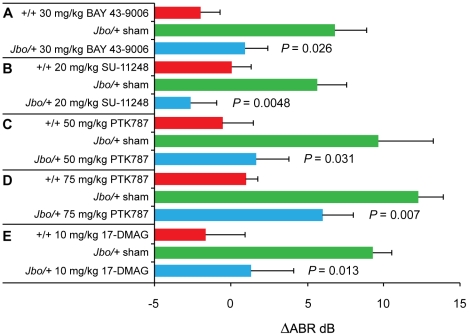 A
+/+ 30 mg/kg BAY 43-9006
Jbo/+ sham
Jbo/+ 30 mg/kg BAY 43-9006
P = 0.026
B
+/+ 20 mg/kg SU-11248
Jbo/+ sham
Jbo/+ 20 mg/kg SU-11248
P = 0.0048
C
+/+ 50 mg/kg PTK787
Jbo/+ sham
Jbo/+ 50 mg/kg PTK787
P = 0.031
D
+/+ 75 mg/kg PTK787
Jbo/+ sham
Jbo/+ 75 mg/kg PTK787
P = 0.007
E
+/+ 10 mg/kg 17-DMAG
Jbo/+ sham
Jbo/+ 10 mg/kg 17-DMAG
P = 0.013
-5 0 5 10 15
ΔABR dB